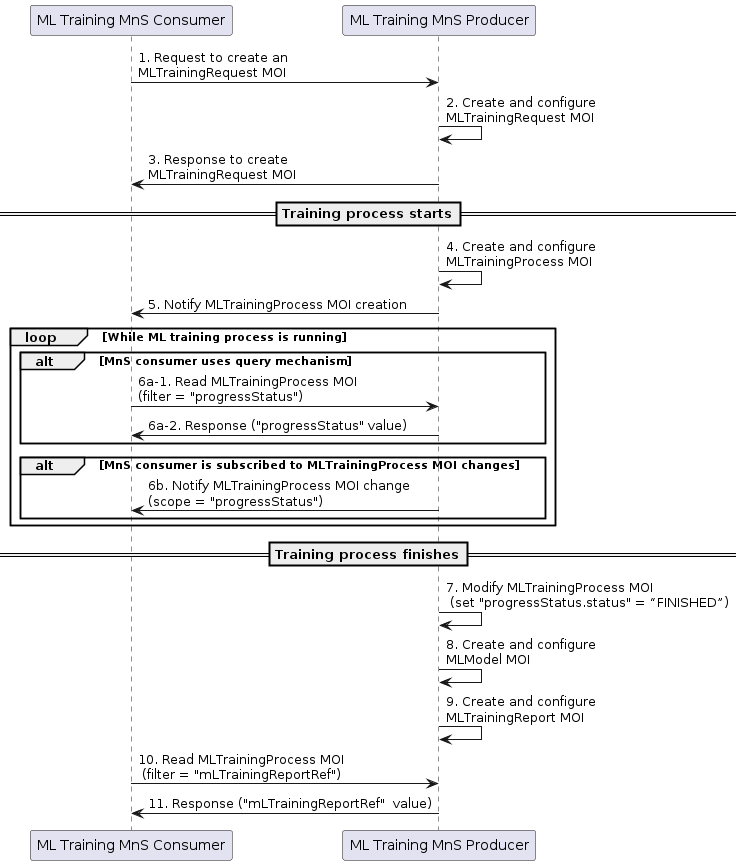 ML Training MnS Consumer
ML Training MnS Producer
1. Request to create an
MLTrainingRequest MOI
2. Create and configure
MLTrainingRequest MOI
3. Response to create
MLTrainingRequest MOI
Training process starts
4. Create and configure
MLTrainingProcess MOI
5. Notify MLTrainingProcess MOI creation
loop
[While ML training process is running]
alt
[MnS consumer uses query mechanism]
6a-1. Read MLTrainingProcess MOI
(filter = "progressStatus")
6a-2. Response ("progressStatus" value)
alt
[MnS consumer is subscribed to MLTrainingProcess MOI changes]
6b. Notify MLTrainingProcess MOI change
(scope = "progressStatus")
Training process finishes
7. Modify MLTrainingProcess MOI
(set "progressStatus.status" = “FINISHED”)
8. Create and configure
MLModel MOI
9. Create and configure
MLTrainingReport MOI
10. Read MLTrainingProcess MOI
(filter = "mLTrainingReportRef")
11. Response ("mLTrainingReportRef" value)
ML Training MnS Consumer
ML Training MnS Producer